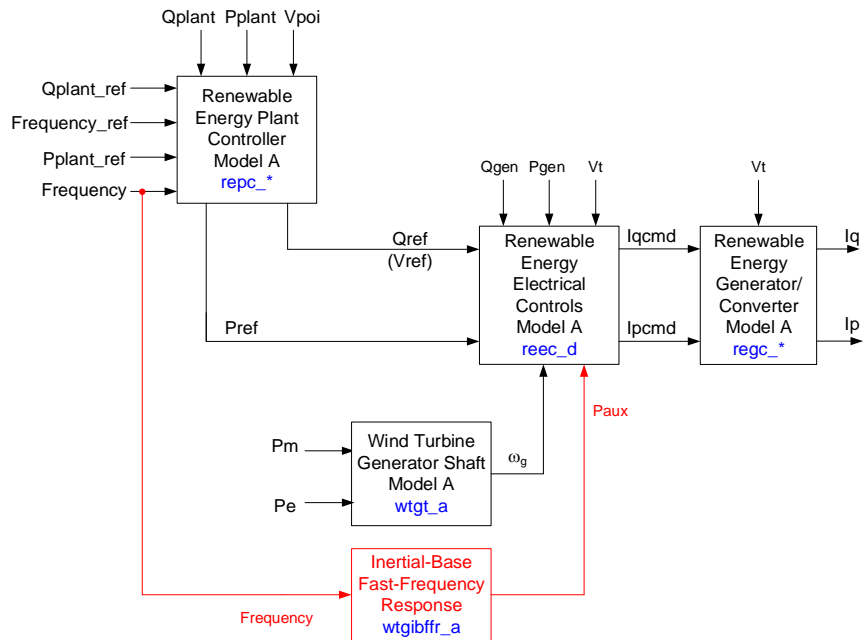 Qplant Pplant Vpoi
Qplant_ref
Frequency_ref
Pplant_ref
Frequency
Renewable
Energy Plant
Controller
Model A
repc_*
Qref
(Vref)
Pref
Qgen Pgen Vt
Renewable
Energy
Electrical
Controls
Model A
reec_d
Iqcmd
Ipcmd
Vt
Renewable
Energy
Generator/
Converter
Model A
regc_*
Iq
Ip
Paux
Pm
Pe
Wind Turbine
Generator Shaft
Model A
wtgt_a
ωg
Inertial-Base
Fast-Frequency
Response
wtgibffr_a
Frequency